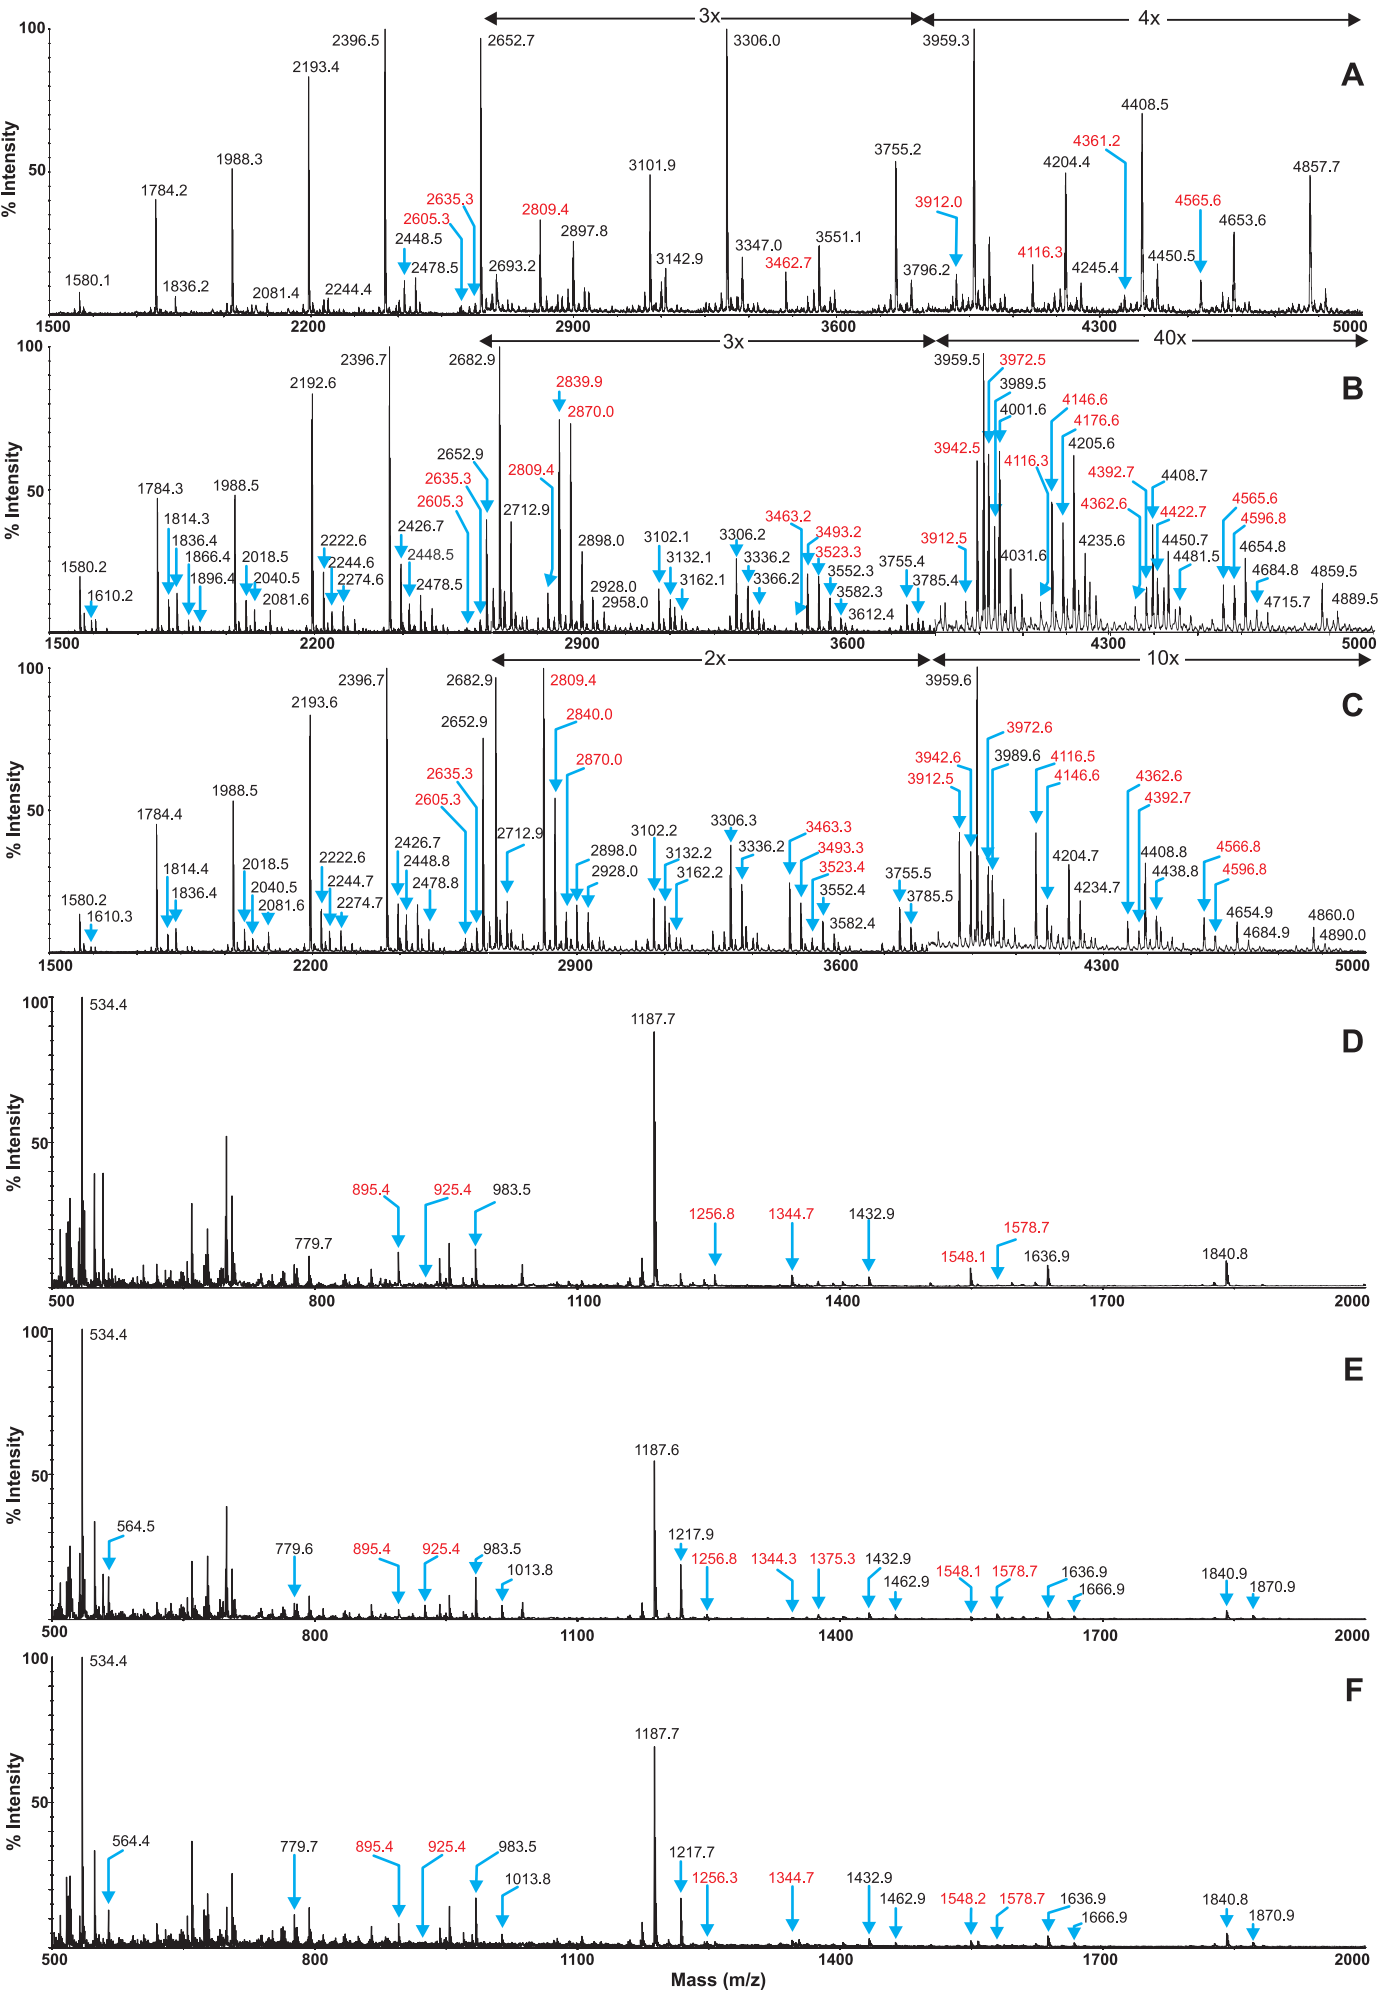 3x 4x
100 2396.5 2652.7 3306.0 3959.3
A
2193.4
4408.5
3755.2 4361.2
1988.3 3101.9
50 1784.2 2635.3 2809.4 3912.0 4204.4 4565.6 4857.7
2605.3 2897.8 4653.6
2448.5 3347.0 3551.1 4116.3 4450.5
2478.5 2693.2 3142.9 3462.7 3796.2 4245.4
1580.1 1836.2 2081.4 2244.4
1500 2200 2900 3600 4300 5000
% Intensity
3x 40x
100 2396.7 2682.9 3959.5 3972.5
B
2192.6 2839.9 3989.5
2870.0 4001.6 4146.6
4176.6
2652.9 3942.5 4205.6
2635.3 2809.4 4116.3 4392.7 4408.7
50 1784.3 1988.5 2605.3 3463.2 4362.6 4422.7 4565.6
1814.3 2222.6 2426.7 2712.9 3102.1 3306.2 3493.2 3912.5 4596.8
1836.4 2018.5 2244.6 2448.5 2898.0 3132.1 3336.2 3523.3 3755.4 4031.6 4235.6 4450.7 4654.8
1580.2 1866.4 2040.5 2274.6 2478.5 2928.0 3162.1 3366.2 3552.3 3785.4 4481.5 4684.8 4859.5
1610.2 1896.4 2081.6 2958.0 3582.3 4715.7 4889.5
3612.4
1500 2200 2900 3600 4300 5000
% Intensity
2x 10x
100 2396.7 2682.9 2809.4 3959.6
C
2193.6 2840.0 3972.6
2652.9 2870.0 3942.6 3989.6 4116.5
2635.3 3912.5 4146.6 4362.6
50 1784.4 1988.5 2605.3 3306.3 3463.3 4392.7
1814.4 2018.5 2222.6 2426.7 2712.9 3102.2 3336.2 3493.3 4204.7 4408.8 4566.8
1836.4 2040.5 2244.7 2448.8 2898.0 3132.2 3523.4 3755.5 4438.8 4596.8
1580.2 2081.6 2274.7 2478.8 2928.0 3162.2 3552.4 3785.5 4234.7 4654.9 4860.0
1610.3 3582.4 4684.9 4890.0
1500 2200 2900 3600 4300 5000
% Intensity
100 534.4
1187.7 D
50
895.4 925.4 983.5 1256.8 1344.7 1432.9 1578.7
779.7 1548.1 1636.9 1840.8
500 800 1100 1400 1700 2000
% Intensity
100 534.4
E
1187.6
50
564.5 1217.9
779.6 895.4 925.4 983.5 1256.8 1344.3 1375.3 1432.9 1548.1 1578.7 1636.9 1840.9
1013.8 1462.9 1666.9 1870.9
500 800 1100 1400 1700 2000
% Intensity
534.4
100
F
1187.7
50
564.4 779.7 895.4 925.4 983.5 1217.7
1013.8 1256.3 1344.7 1432.9 1462.9 1548.2 1578.7 1636.9 1840.8
1666.9 1870.9
500 800 1100 1400 1700 2000
% Intensity
Mass (m/z)